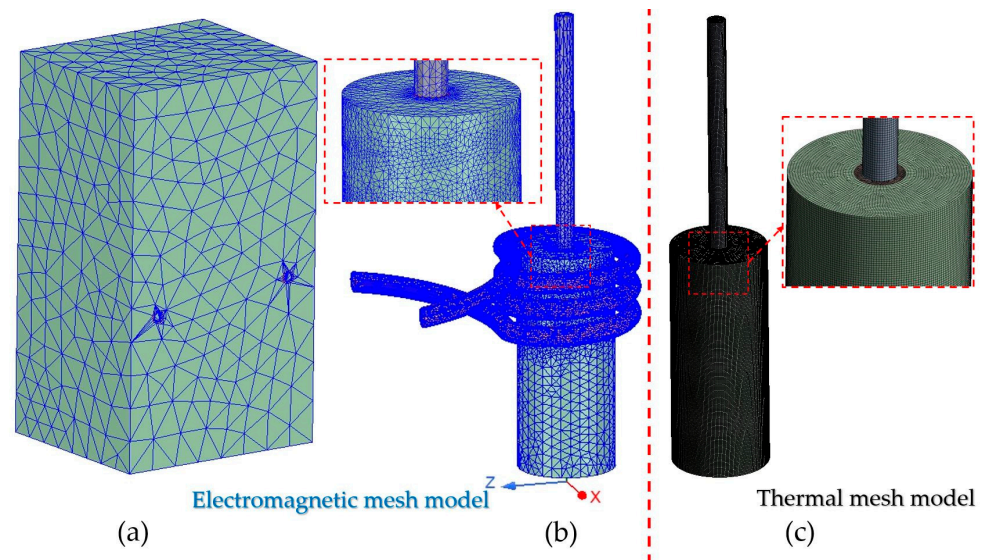 Z
X
Electromagnetic mesh model
Thermal mesh model
(a)
(b)
(c)